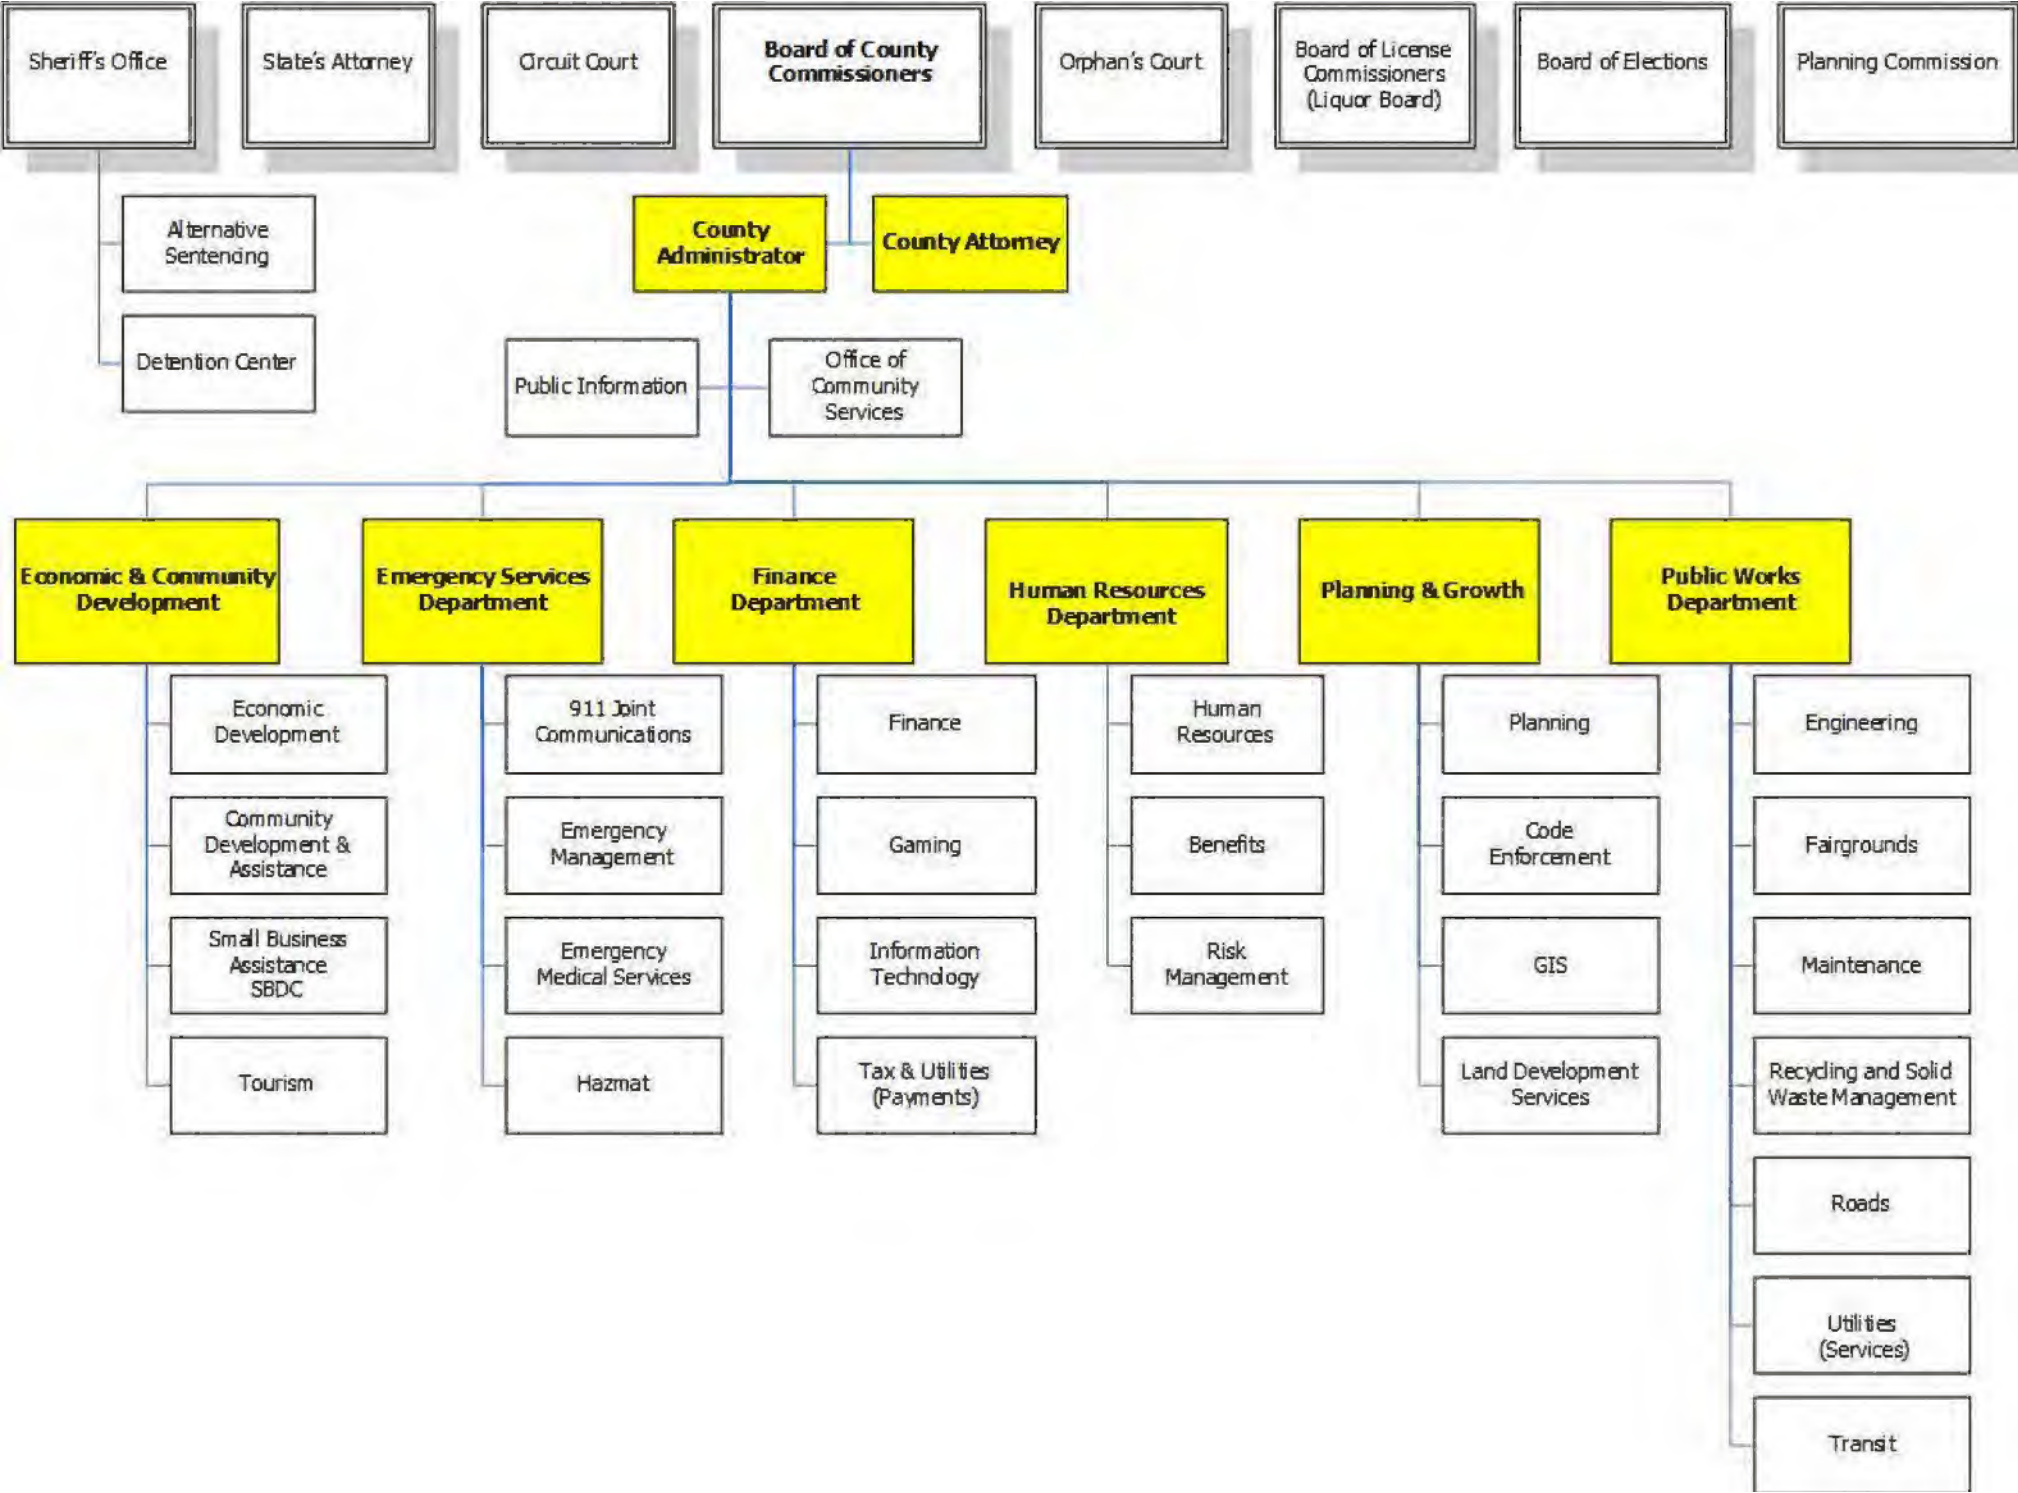 Sheriff's Office
State's Attorney
Circuit Court
Board of County
Commissioners
Orphan's Court
Board of License
Commissioners
(Liquor Board)
Board of Elections
Planning Commission
Alternative
Sentencing
Detention Center
County
Administrator
County Attorney
Public Information
Office of
Community
Services
Economic & Community
Development
Emergency Services
Department
Finance
Department
Human Resources
Department
Planning & Growth
Public Works
Department
Economic
Development
Community
Development &
Assistance
Small Business
Assistance
SBDC
Tourism
911 Joint
Communications
Emergency
Management
Emergency
Medical Services
Hazmat
Finance
Gaming
Information
Technology
Tax & Utilities
(Payments)
Human
Resources
Benefits
Risk
Management
Planning
Code
Enforcement
GIS
Land Development
Services
Engineering
Fairgrounds
Maintenance
Recycling and Solid
Waste Management
Roads
Utilities
(Services)
Transit